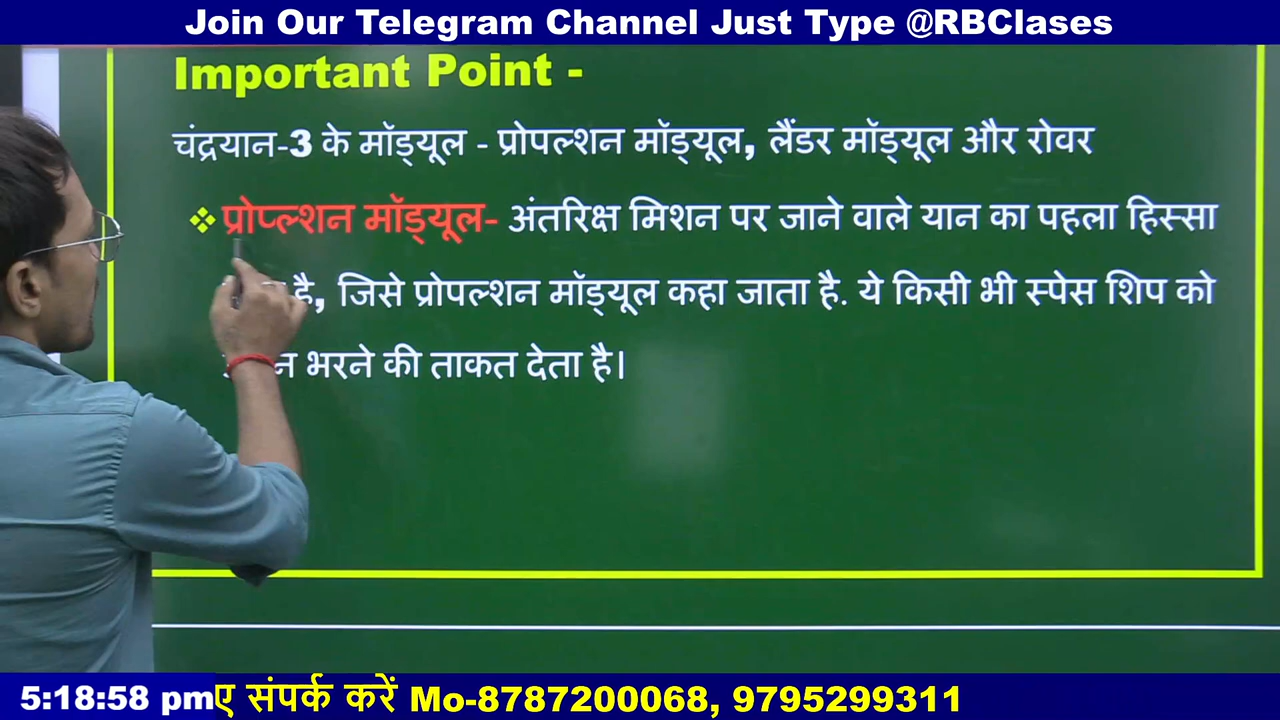 Join Our Telegram Channel Just Type @RBClases
Important Point -
चंद्रयान-3 के मॉड्यूल - प्रोपल्शन मॉड्यूल, लैंडर मॉड्यूल और रोवर
❖ प्रोप्ल्शन मॉड्यूल- अंतरिक्ष मिशन पर जाने वाले यान का पहला हिस्सा
है, जिसे प्रोपल्शन मॉड्यूल कहा जाता है. ये किसी भी स्पेस शिप को
भरने की ताकत देता है।
5:18:58 pm ए संपर्क करें Mo-8787200068, 9795299311